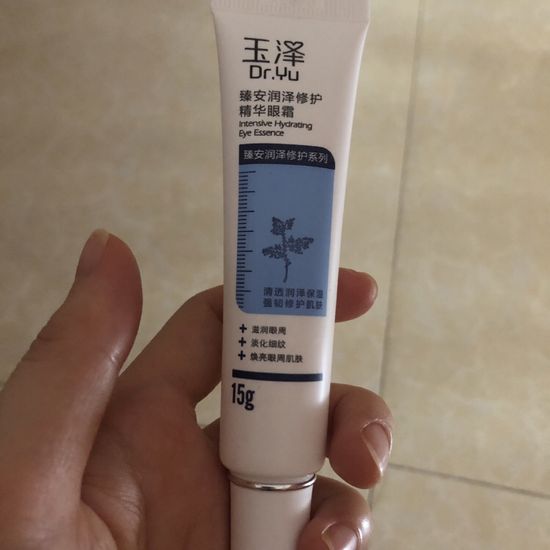 玉泽
Dr.Yu
臻安润泽修护
精华眼霜
Intensive Hydrating
Eye Essence
臻安润泽修护系列
清透润泽保湿
强韧修护肌肤
+ 滋润眼周
+ 淡化细纹
+ 焕亮眼周肌肤
15g